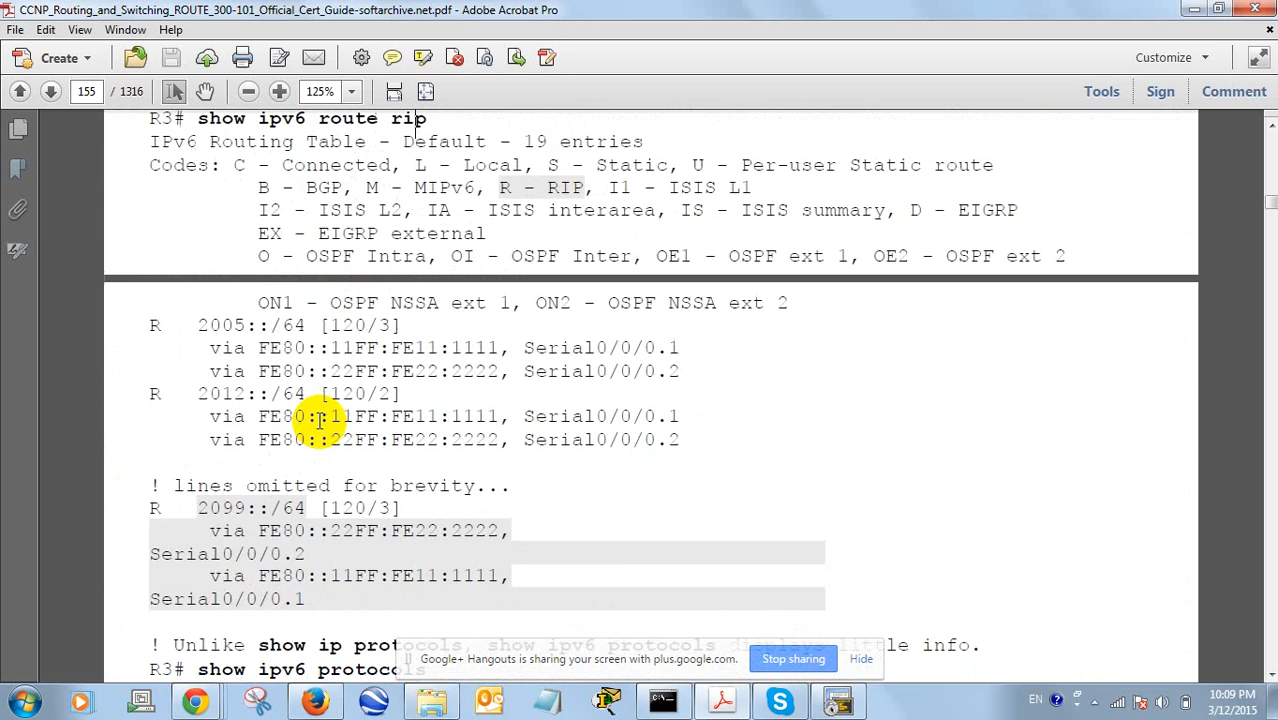 CCNP_Routing_and_Switching_ROUTE_300-101_Official_Cert_Guide-softarchive.net.pdf - Adobe Acrobat Pro
File Edit View Window Help
Create Customize
155 / 1316 125% Tools Sign Comment
R3# show ipv6 route rip
IPv6 Routing Table - Default - 19 entries
Codes: C - Connected, L - Local, S - Static, U - Per-user Static route
B - BGP, M - MIPv6, R - RIP, I1 - ISIS L1
I2 - ISIS L2, IA - ISIS interarea, IS - ISIS summary, D - EIGRP
EX - EIGRP external
O - OSPF Intra, OI - OSPF Inter, OE1 - OSPF ext 1, OE2 - OSPF ext 2
ON1 - OSPF NSSA ext 1, ON2 - OSPF NSSA ext 2
R 2005::/64 [120/3]
via FE80::11FF:FE11:1111, Serial0/0/0.1
via FE80::22FF:FE22:2222, Serial0/0/0.2
R 2012::/64 [120/2]
via FE80::11FF:FE11:1111, Serial0/0/0.1
via FE80::22FF:FE22:2222, Serial0/0/0.2
! lines omitted for brevity...
R 2099::/64 [120/3]
via FE80::22FF:FE22:2222,
Serial0/0/0.2
via FE80::11FF:FE11:1111,
Serial0/0/0.1
! Unlike show ip protocols, show ipv6 protocols displays little info.
Google+ Hangouts is sharing your screen with plus.google.com. Stop sharing Hide
R3# show ipv6 protocols
EN 10:09 PM
3/12/2015